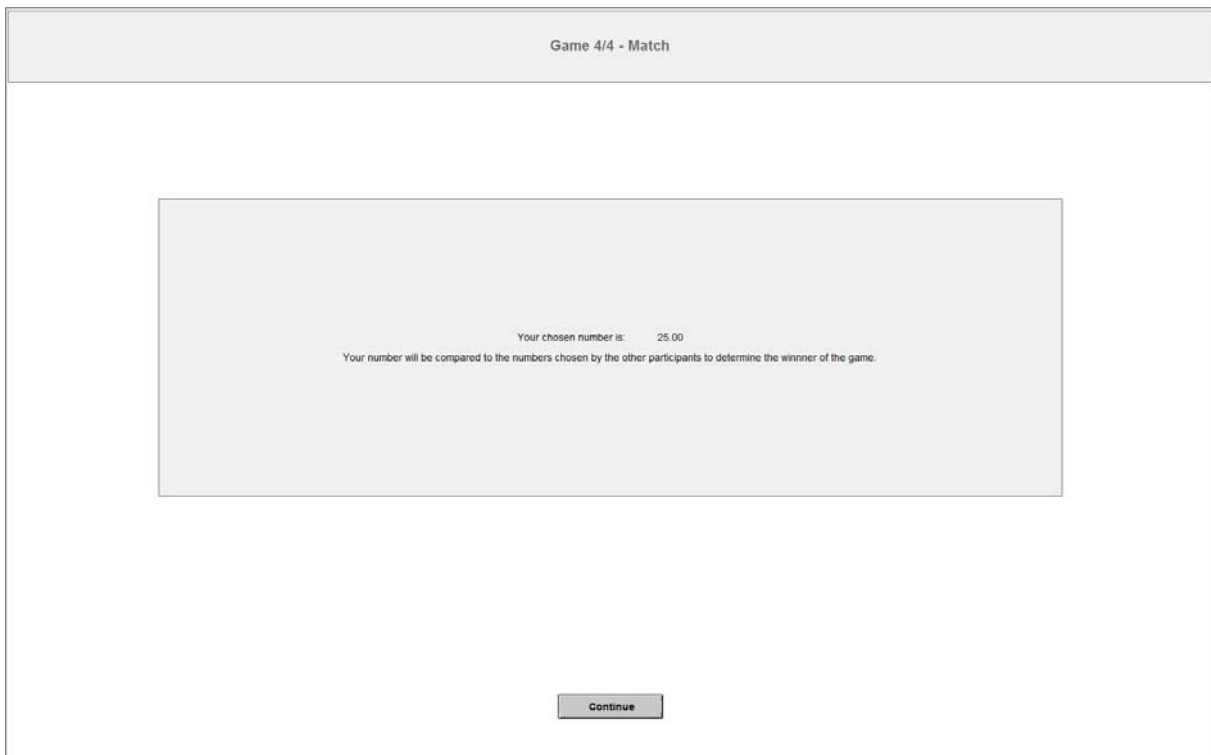 Game 4/4 - Match
Your chosen number is: 25.00
Your number will be compared to the numbers chosen by the other participants to determine the winnner of the game.
Continue